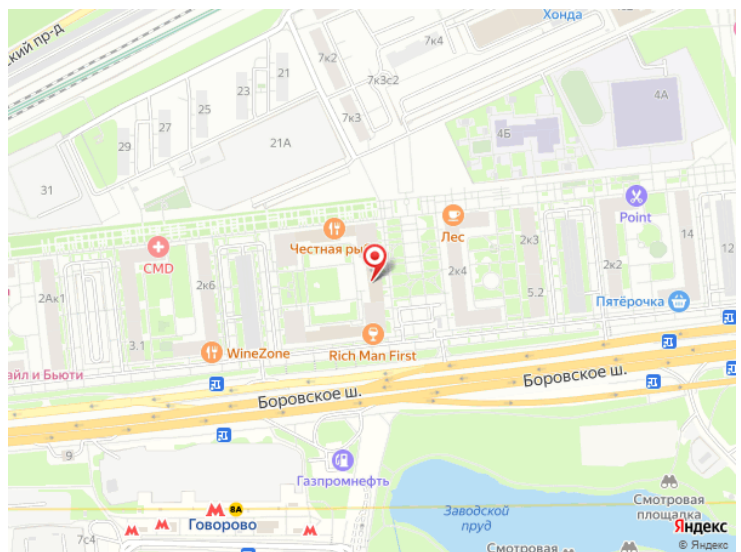 ский пр-д
Хонда
7к4
7к2
7к3с2
21
23
4А
25
7к3
27
21А
4Б
29
31
Point
Лес
Честная рыб
14
2к3
2к2
12
CMD
2к4
2к6
2Ак1
5.2
Пятёрочка
3.1
WineZone
Rich Man First
айл и Бьюти
Боровское ш.
Боровское ш.
9
Газпромнефть
Смотровая
площадка
8А
Говорово
Заводской
пруд
7с4
Яндекс
Смотровая
© Яндекс